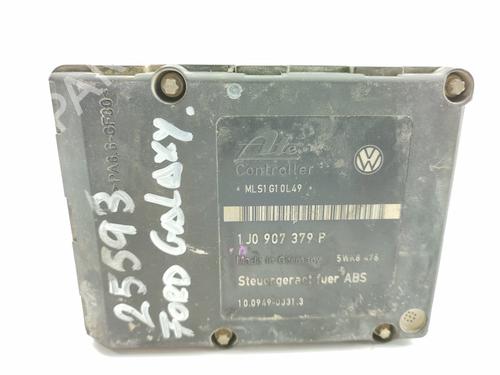 Ate
Controller
* MLS1G10L49 *
1J0 907 379 P
Made in Germany 5WK8 476
Steuergeraet fuer ABS
10.0949-0331.3
25593
FORD GALAXY.